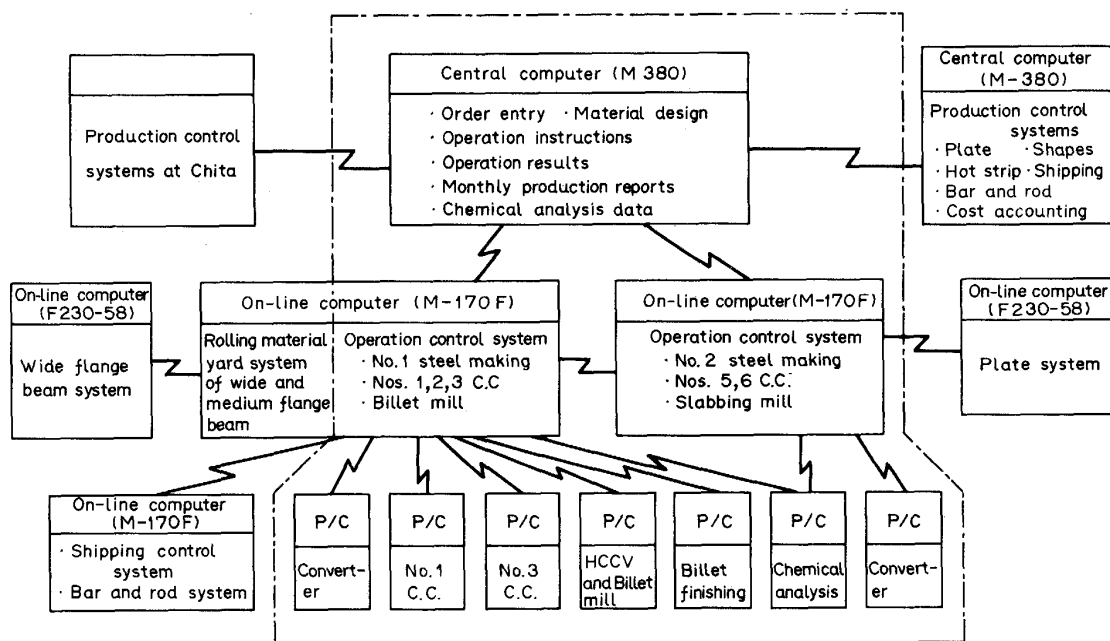 Central computer (M 380)
· Order entry · Material design
· Operation instructions
· Operation results
· Monthly production reports
· Chemical analysis data
Production control
systems at Chita
Central computer
(M-380)
Production control
systems
· Plate · Shapes
· Hot strip · Shipping
· Bar and rod
· Cost accounting
On-line computer
(F230-58)
Wide flange
beam system
On-line computer (M-170F)
Rolling material
yard system
of wide and
medium flange
beam
Operation control system
· No.1 steel making
· Nos. 1,2,3 C.C
· Billet mill
On-line computer(M-170F)
Operation control system
· No.2 steel making
· Nos. 5,6 C.C.
· Slabbing mill
On-line computer
(F230-58)
Plate system
On-line computer
(M-170F)
· Shipping control
system
· Bar and rod system
P/C
Convert-
er
P/C
No.1
C.C.
P/C
No.3
C.C.
P/C
HCCV
and Billet
mill
P/C
Billet
finishing
P/C
Chemical
analysis
P/C
Convert-
er